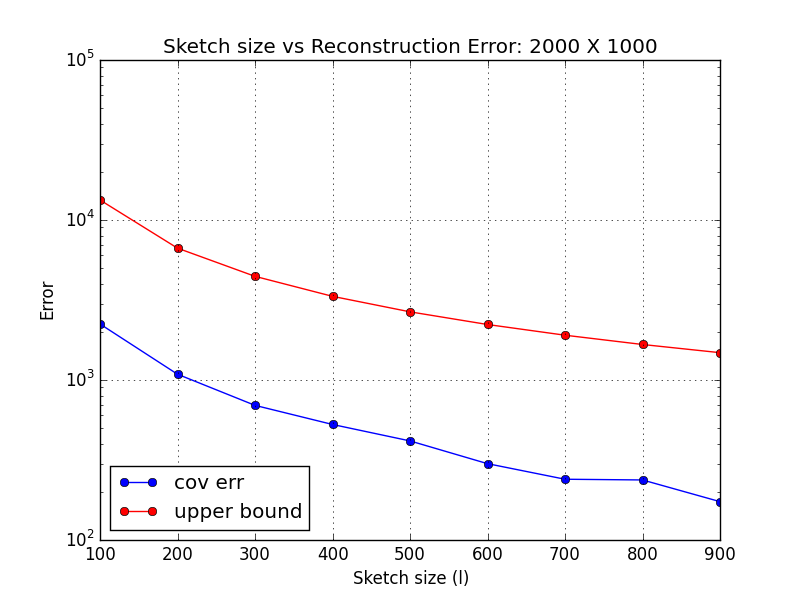 Sketch size vs Reconstruction Error: 2000 X 1000
10^5
10^4
10^3
10^2
Error
cov err
upper bound
100 200 300 400 500 600 700 800 900
Sketch size (l)